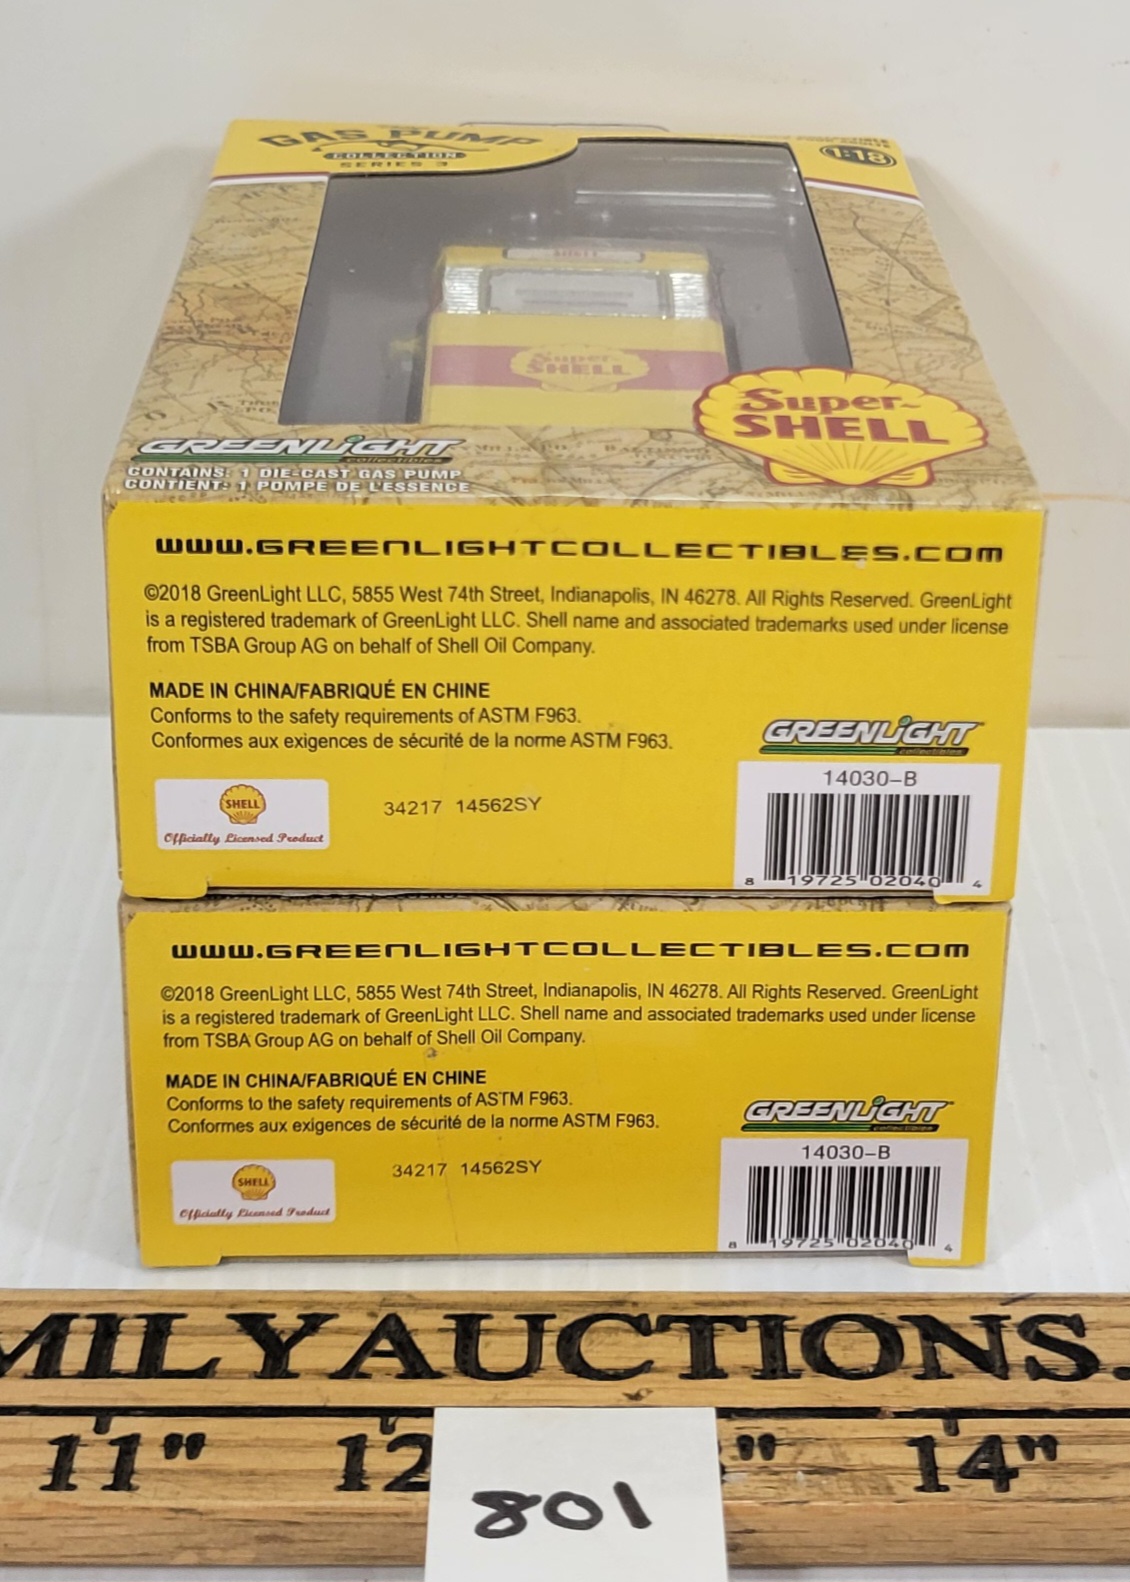 GAS PUMP
COLLECTION
SERIES 3
1:18
SHELL
Super-
SHELL
Super~
SHELL
GREENLiGHT
collectibles
CONTAINS: 1 DIE-CAST GAS PUMP
CONTIENT: 1 POMPE DE L'ESSENCE
www.GREENLIGHTCOLLECTIBLES.COM
©2018 GreenLight LLC, 5855 West 74th Street, Indianapolis, IN 46278. All Rights Reserved. GreenLight
is a registered trademark of GreenLight LLC. Shell name and associated trademarks used under license
from TSBA Group AG on behalf of Shell Oil Company.
MADE IN CHINA/FABRIQUÉ EN CHINE
Conforms to the safety requirements of ASTM F963.
Conformes aux exigences de sécurité de la norme ASTM F963.
GREENLiGHT
collectibles
SHELL
Officially Licensed Product
34217 14562SY
14030-B
8 19725 02040 4
www.GREENLIGHTCOLLECTIBLES.COM
©2018 GreenLight LLC, 5855 West 74th Street, Indianapolis, IN 46278. All Rights Reserved. GreenLight
is a registered trademark of GreenLight LLC. Shell name and associated trademarks used under license
from TSBA Group AG on behalf of Shell Oil Company.
MADE IN CHINA/FABRIQUÉ EN CHINE
Conforms to the safety requirements of ASTM F963.
Conformes aux exigences de sécurité de la norme ASTM F963.
GREENLiGHT
collectibles
SHELL
Officially Licensed Product
34217 14562SY
14030-B
8 19725 02040 4
MILYAUCTIONS.
11" 12 " 14"
801